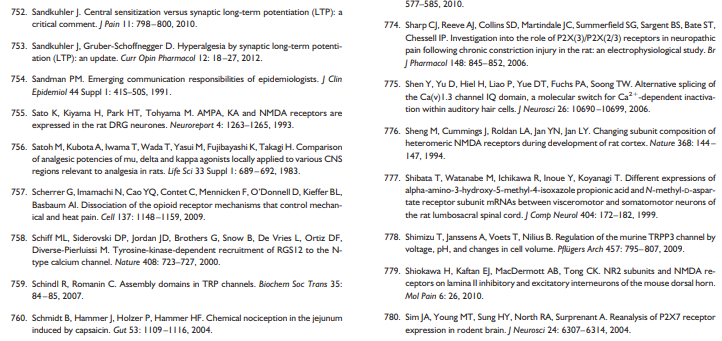 752. Sandkuhler J. Central sensitization versus synaptic long-term potentiation (LTP): a
critical comment. J Pain 11: 798–800, 2010.
753. Sandkuhler J, Gruber-Schoffnegger D. Hyperalgesia by synaptic long-term potenti-
ation (LTP): an update. Curr Opin Pharmacol 12: 18–27, 2012.
754. Sandman PM. Emerging communication responsibilities of epidemiologists. J Clin
Epidemiol 44 Suppl 1: 41S–50S, 1991.
755. Sato K, Kiyama H, Park HT, Tohyama M. AMPA, KA and NMDA receptors are
expressed in the rat DRG neurones. Neuroreport 4: 1263–1265, 1993.
756. Satoh M, Kubota A, Iwama T, Wada T, Yasui M, Fujibayashi K, Takagi H. Comparison
of analgesic potencies of mu, delta and kappa agonists locally applied to various CNS
regions relevant to analgesia in rats. Life Sci 33 Suppl 1: 689–692, 1983.
757. Scherrer G, Imamachi N, Cao YQ, Contet C, Mennicken F, O'Donnell D, Kieffer BL,
Basbaum AI. Dissociation of the opioid receptor mechanisms that control mechan-
ical and heat pain. Cell 137: 1148–1159, 2009.
758. Schiff ML, Siderovski DP, Jordan JD, Brothers G, Snow B, De Vries L, Ortiz DF,
Diverse-Pierluissi M. Tyrosine-kinase-dependent recruitment of RGS12 to the N-
type calcium channel. Nature 408: 723–727, 2000.
759. Schindl R, Romanin C. Assembly domains in TRP channels. Biochem Soc Trans 35:
84–85, 2007.
760. Schmidt B, Hammer J, Holzer P, Hammer HF. Chemical nociception in the jejunum
induced by capsaicin. Gut 53: 1109–1116, 2004.
577–585, 2010.
774. Sharp CJ, Reeve AJ, Collins SD, Martindale JC, Summerfield SG, Sargent BS, Bate ST,
Chessell IP. Investigation into the role of P2X(3)/P2X(2/3) receptors in neuropathic
pain following chronic constriction injury in the rat: an electrophysiological study. Br
J Pharmacol 148: 845–852, 2006.
775. Shen Y, Yu D, Hiel H, Liao P, Yue DT, Fuchs PA, Soong TW. Alternative splicing of
the Ca(v)1.3 channel IQ domain, a molecular switch for Ca2+-dependent inactiva-
tion within auditory hair cells. J Neurosci 26: 10690–10699, 2006.
776. Sheng M, Cummings J, Roldan LA, Jan YN, Jan LY. Changing subunit composition of
heteromeric NMDA receptors during development of rat cortex. Nature 368: 144–
147, 1994.
777. Shibata T, Watanabe M, Ichikawa R, Inoue Y, Koyanagi T. Different expressions of
alpha-amino-3-hydroxy-5-methyl-4-isoxazole propionic acid and N-methyl-D-aspar-
tate receptor subunit mRNAs between visceromotor and somatomotor neurons of
the rat lumbosacral spinal cord. J Comp Neurol 404: 172–182, 1999.
778. Shimizu T, Janssens A, Voets T, Nilius B. Regulation of the murine TRPP3 channel by
voltage, pH, and changes in cell volume. Pflügers Arch 457: 795–807, 2009.
779. Shiokawa H, Kaftan EJ, MacDermott AB, Tong CK. NR2 subunits and NMDA re-
ceptors on lamina II inhibitory and excitatory interneurons of the mouse dorsal horn.
Mol Pain 6: 26, 2010.
780. Sim JA, Young MT, Sung HY, North RA, Surprenant A. Reanalysis of P2X7 receptor
expression in rodent brain. J Neurosci 24: 6307–6314, 2004.